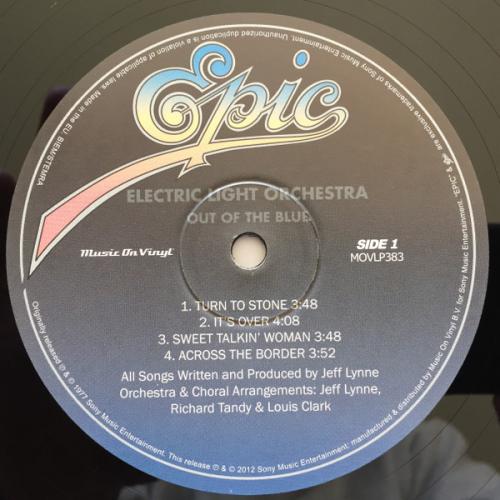 Epic
ELECTRIC LIGHT ORCHESTRA
OUT OF THE BLUE
Music On Vinyl
SIDE 1
MOVLP383
1. TURN TO STONE 3:48
2. IT'S OVER 4:08
3. SWEET TALKIN' WOMAN 3:48
4. ACROSS THE BORDER 3:52
All Songs Written and Produced by Jeff Lynne
Orchestra & Choral Arrangements: Jeff Lynne,
Richard Tandy & Louis Clark
Originally released ℗ & © 1977 Sony Music Entertainment. This release ℗ & © 2012 Sony Music Entertainment: manufactured & distributed by Music On Vinyl B.V. for Sony Music Entertainment. "EPIC" & are exclusive trademarks of Sony Music Entertainment. Unauthorized duplication is a violation of applicable laws. Made in the EU. BIEM/STEMRA